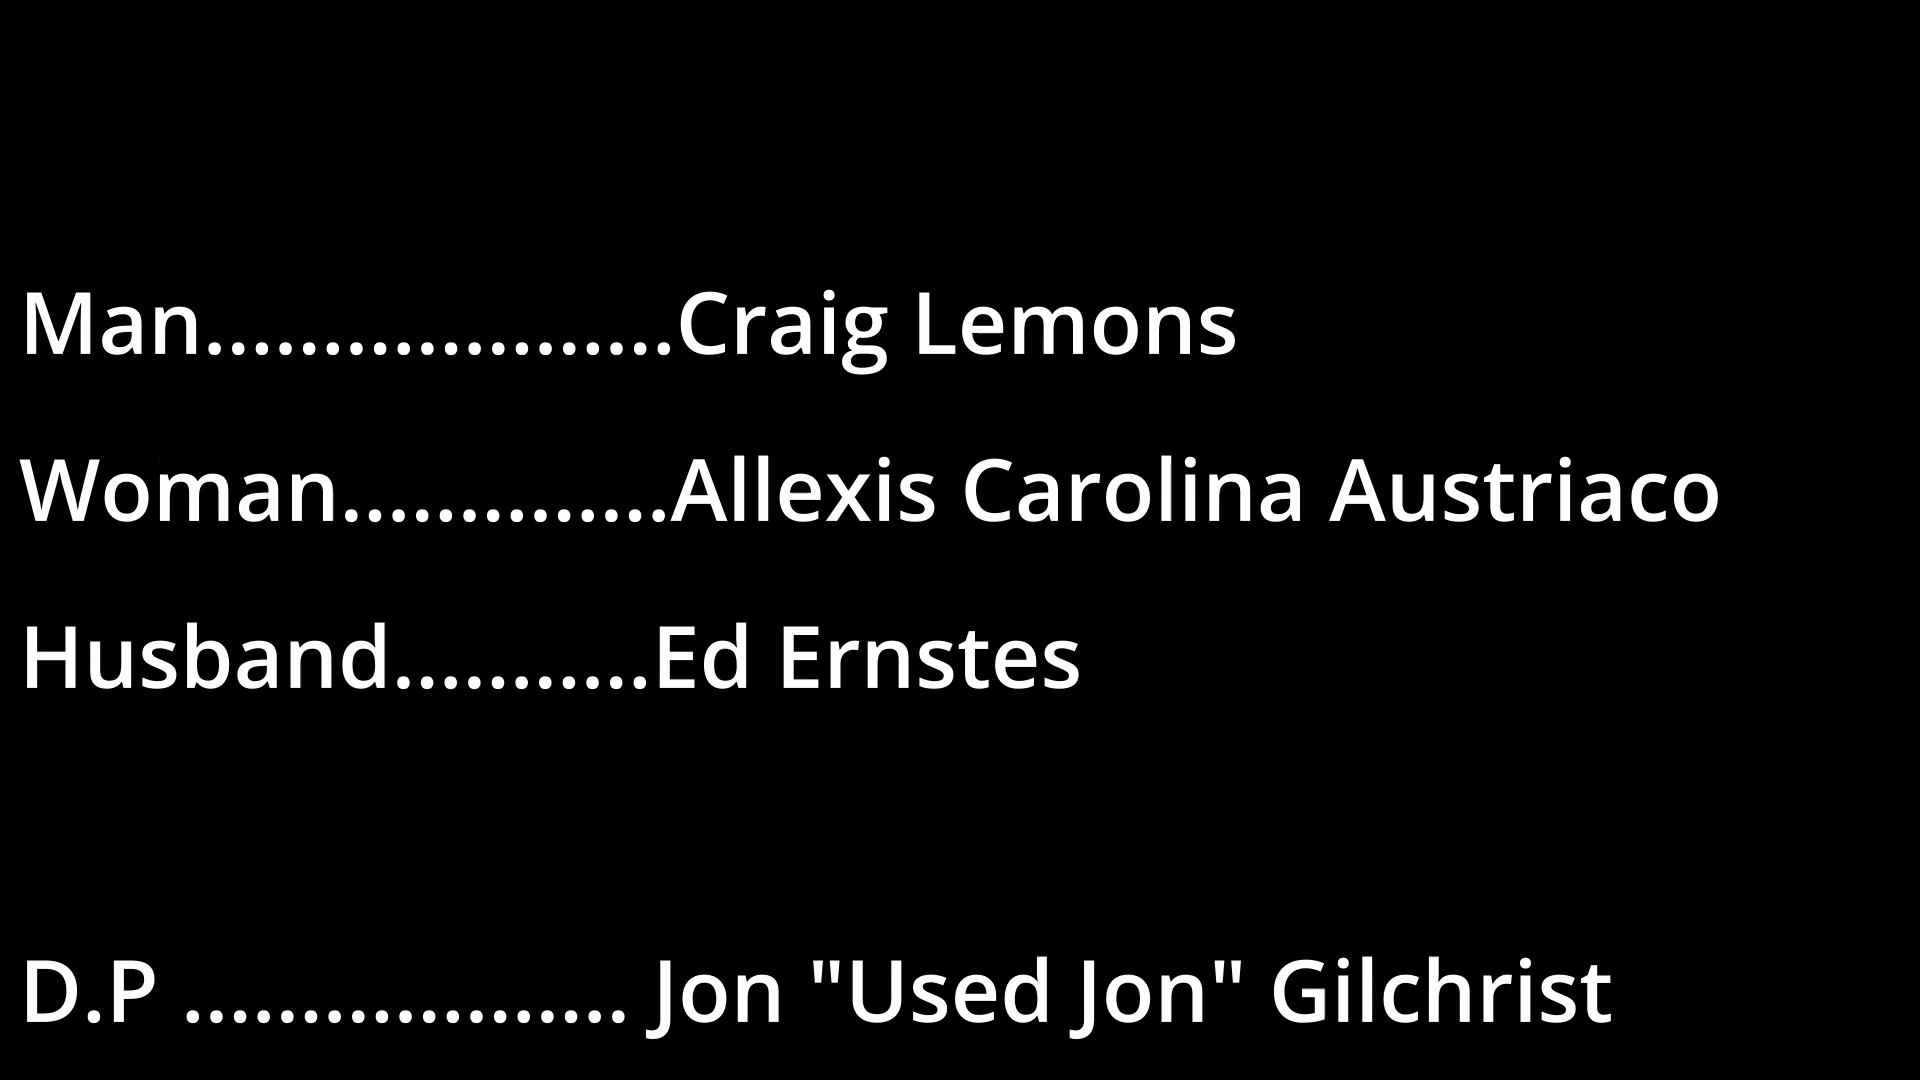 Man....................Craig Lemons
Woman..............Allexis Carolina Austriaco
Husband...........Ed Ernstes
D.P ................... Jon "Used Jon" Gilchrist